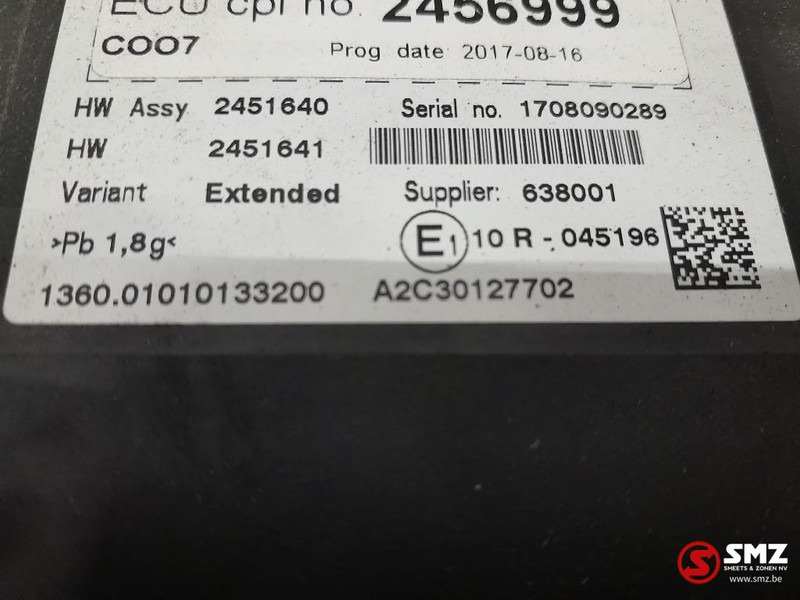 ECU cpl no. 2456999
COO7 Prog date 2017-08-16
HW Assy 2451640 Serial no. 1708090289
HW 2451641
Variant Extended Supplier: 638001
>Pb 1,8g< E1 10 R - 045196
1360.01010133200 A2C30127702
S SMZ
SMEETS & ZONEN NV
www.smz.be